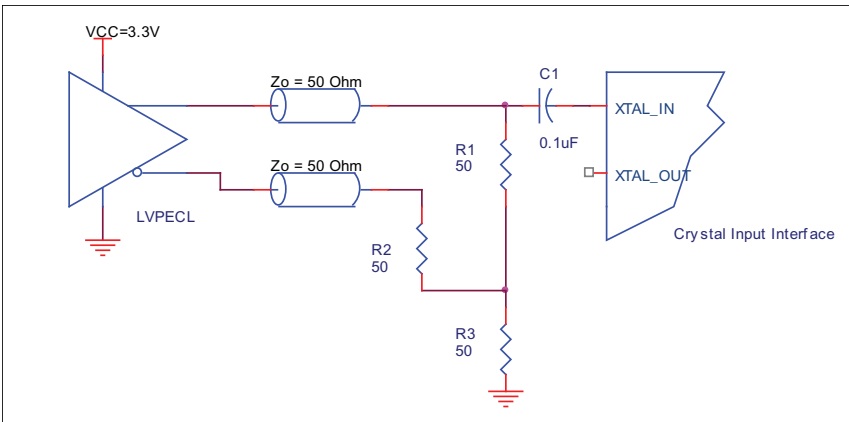 VCC=3.3V
Zo = 50 Ohm
C1
XTAL_IN
0.1uF
R1
50
Zo = 50 Ohm
XTAL_OUT
LVPECL
Crystal Input Interface
R2
50
R3
50